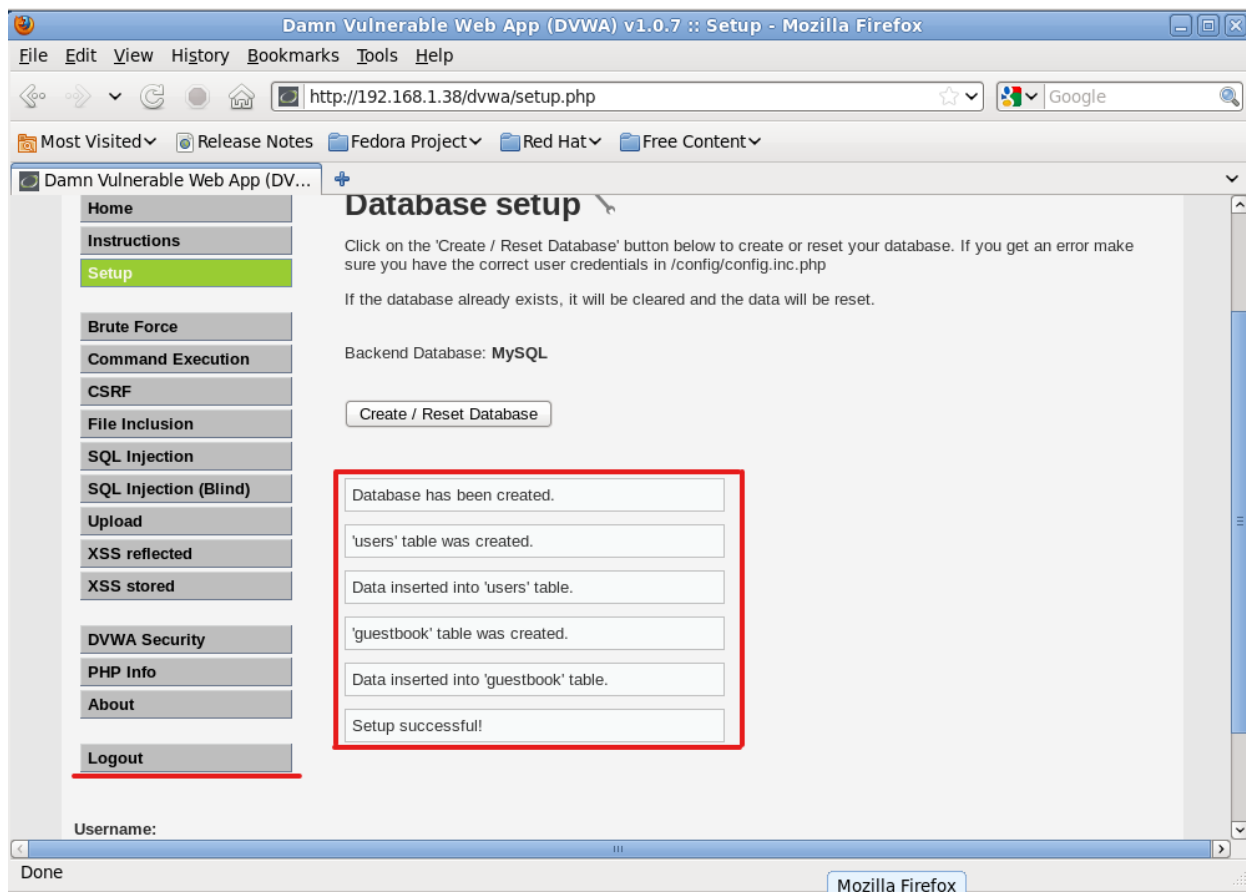 Damn Vulnerable Web App (DVWA) v1.0.7 :: Setup - Mozilla Firefox
File Edit View History Bookmarks Tools Help
http://192.168.1.38/dvwa/setup.php
Google
Most Visited Release Notes Fedora Project Red Hat Free Content
Damn Vulnerable Web App (DV...
Home
Instructions
Setup
Brute Force
Command Execution
CSRF
File Inclusion
SQL Injection
SQL Injection (Blind)
Upload
XSS reflected
XSS stored
DVWA Security
PHP Info
About
Logout
Username:
Database setup
Click on the 'Create / Reset Database' button below to create or reset your database. If you get an error make
sure you have the correct user credentials in /config/config.inc.php
If the database already exists, it will be cleared and the data will be reset.
Backend Database: MySQL
Create / Reset Database
Database has been created.
'users' table was created.
Data inserted into 'users' table.
'guestbook' table was created.
Data inserted into 'guestbook' table.
Setup successful!
Done
Mozilla Firefox